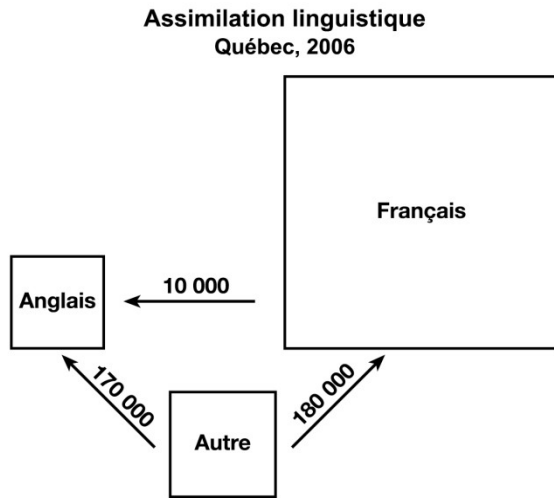 Assimilation linguistique
Québec, 2006
Français
Anglais
10 000
170 000
180 000
Autre